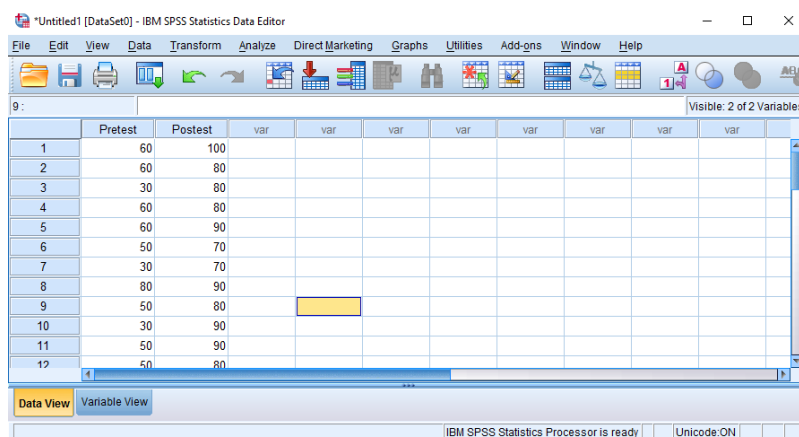 *Untitled1 [DataSet0] - IBM SPSS Statistics Data Editor
File Edit View Data Transform Analyze Direct Marketing Graphs Utilities Add-ons Window Help
9 : Visible: 2 of 2 Variables
Pretest Postest var var var var var var var var
1 60 100
2 60 80
3 30 80
4 60 80
5 60 90
6 50 70
7 30 70
8 80 90
9 50 80
10 30 90
11 50 90
12 50 80
Data View Variable View
IBM SPSS Statistics Processor is ready Unicode:ON